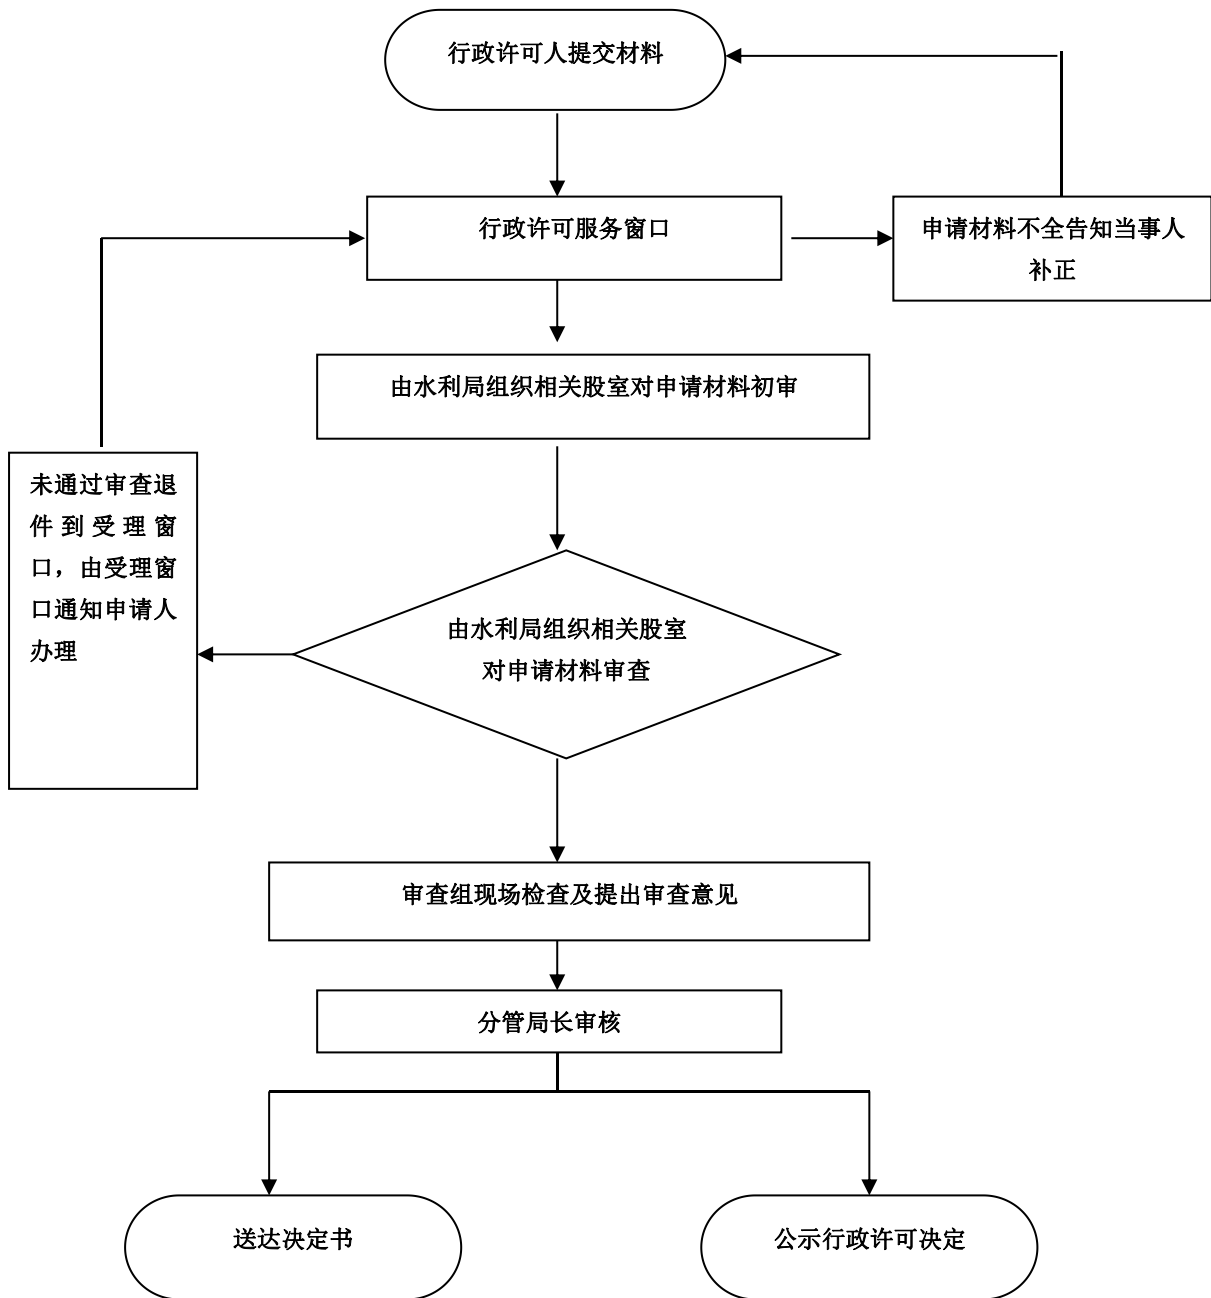 行政许可人提交材料
行政许可服务窗口
申请材料不全告知当事人
补正
由水利局组织相关股室对申请材料初审
未通过审查退
件到受理窗
口，由受理窗
口通知申请人
办理
由水利局组织相关股室
对申请材料审查
审查组现场检查及提出审查意见
分管局长审核
送达决定书
公示行政许可决定